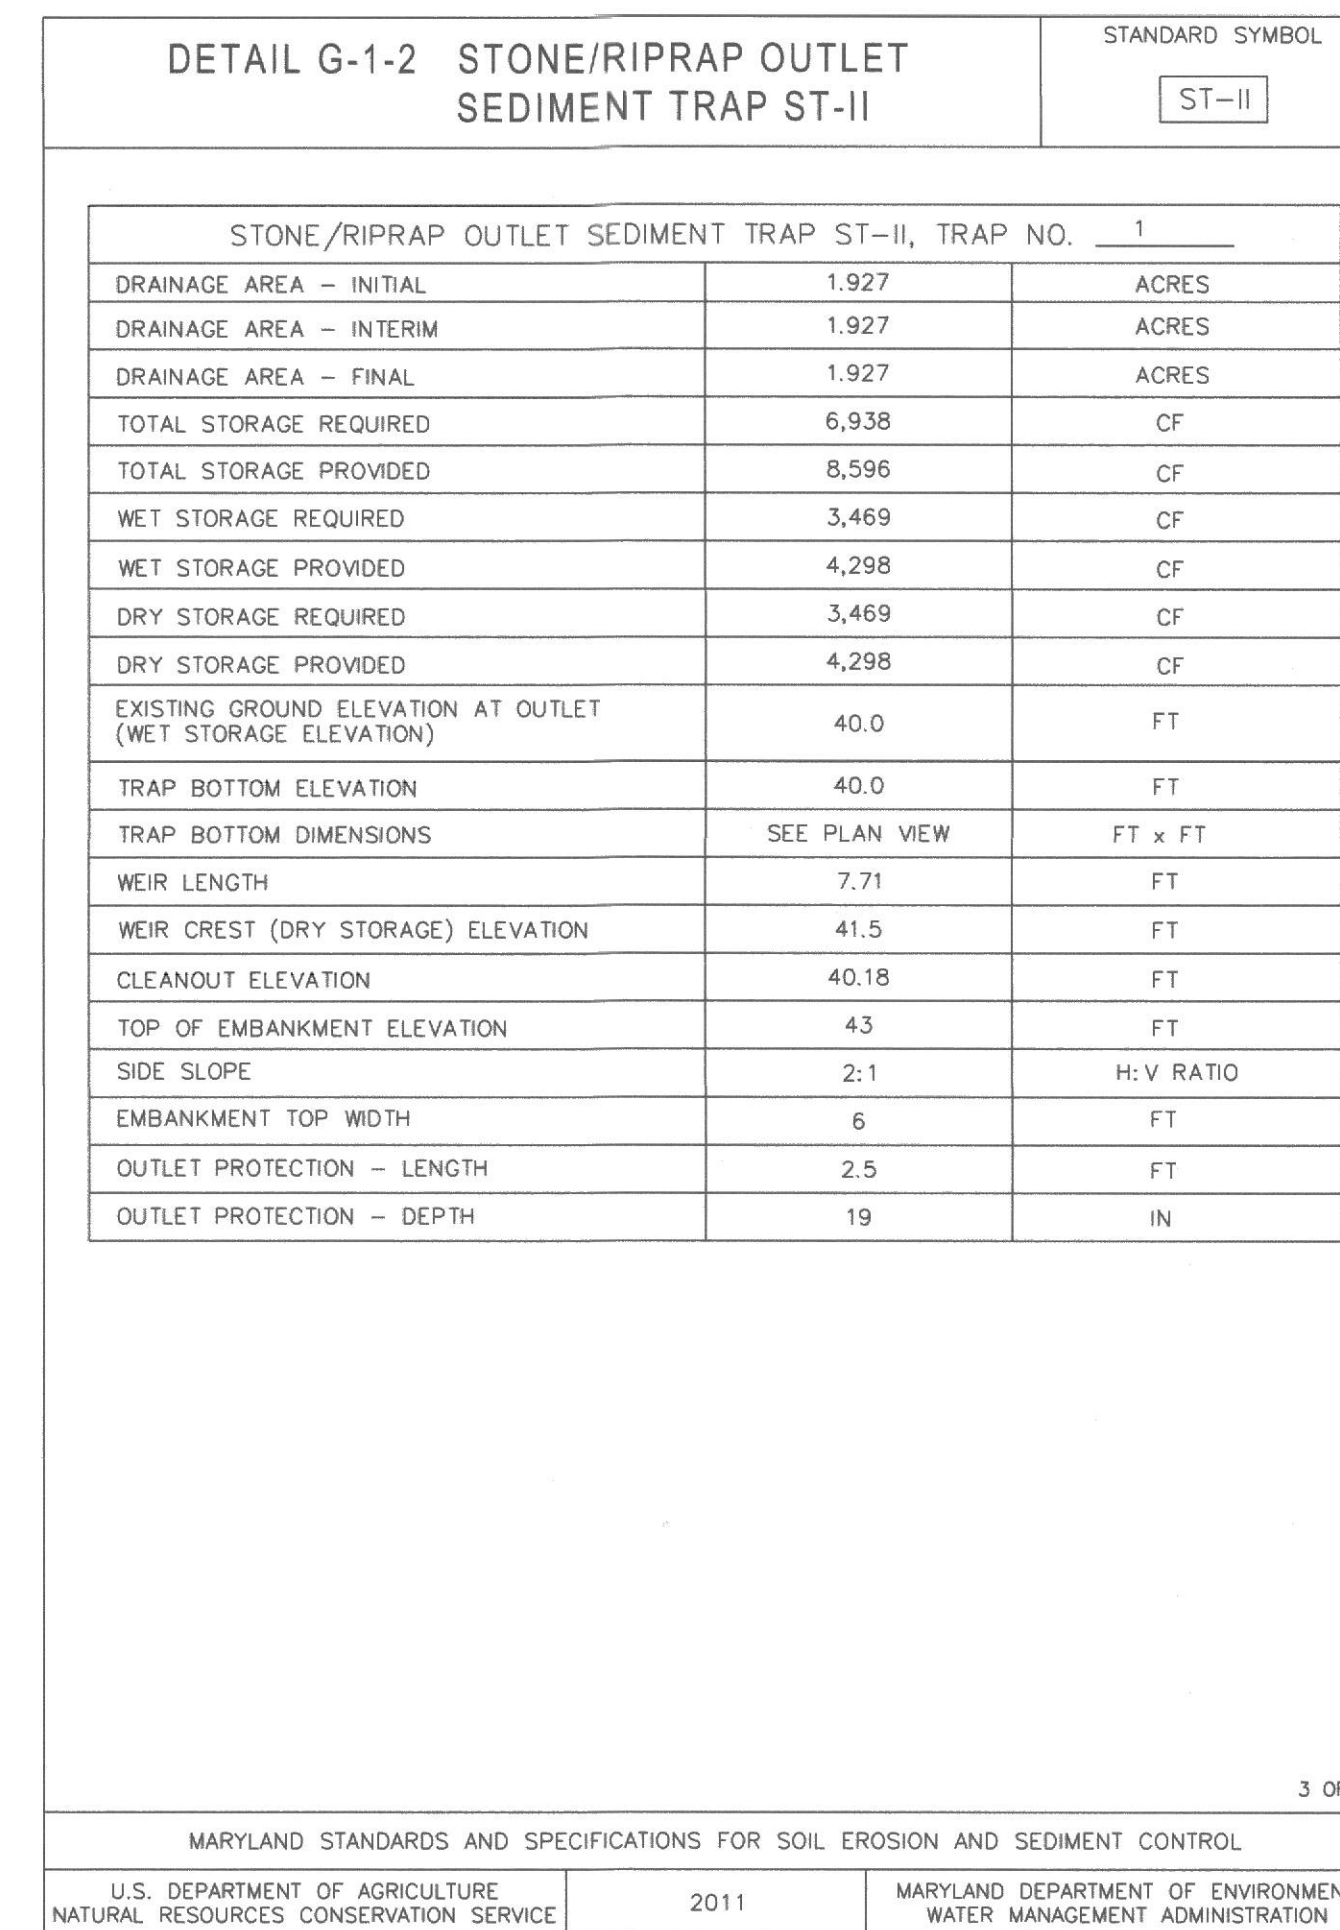 DETAIL G-1-2 STONE/RIPRAP OUTLET
SEDIMENT TRAP ST-II
STANDARD SYMBOL
ST-II
STONE/RIPRAP OUTLET SEDIMENT TRAP ST-II, TRAP NO. 1
DRAINAGE AREA - INITIAL 1.927 ACRES
DRAINAGE AREA - INTERIM 1.927 ACRES
DRAINAGE AREA - FINAL 1.927 ACRES
TOTAL STORAGE REQUIRED 6,938 CF
TOTAL STORAGE PROVIDED 8,596 CF
WET STORAGE REQUIRED 3,469 CF
WET STORAGE PROVIDED 4,298 CF
DRY STORAGE REQUIRED 3,469 CF
DRY STORAGE PROVIDED 4,298 CF
EXISTING GROUND ELEVATION AT OUTLET
(WET STORAGE ELEVATION) 40.0 FT
TRAP BOTTOM ELEVATION 40.0 FT
TRAP BOTTOM DIMENSIONS SEE PLAN VIEW FT x FT
WEIR LENGTH 7.71 FT
WEIR CREST (DRY STORAGE) ELEVATION 41.5 FT
CLEANOUT ELEVATION 40.18 FT
TOP OF EMBANKMENT ELEVATION 43 FT
SIDE SLOPE 2:1 H:V RATIO
EMBANKMENT TOP WIDTH 6 FT
OUTLET PROTECTION - LENGTH 2.5 FT
OUTLET PROTECTION - DEPTH 19 IN
3 OF
MARYLAND STANDARDS AND SPECIFICATIONS FOR SOIL EROSION AND SEDIMENT CONTROL
U.S. DEPARTMENT OF AGRICULTURE
NATURAL RESOURCES CONSERVATION SERVICE
2011
MARYLAND DEPARTMENT OF ENVIRONMEN
WATER MANAGEMENT ADMINISTRATION